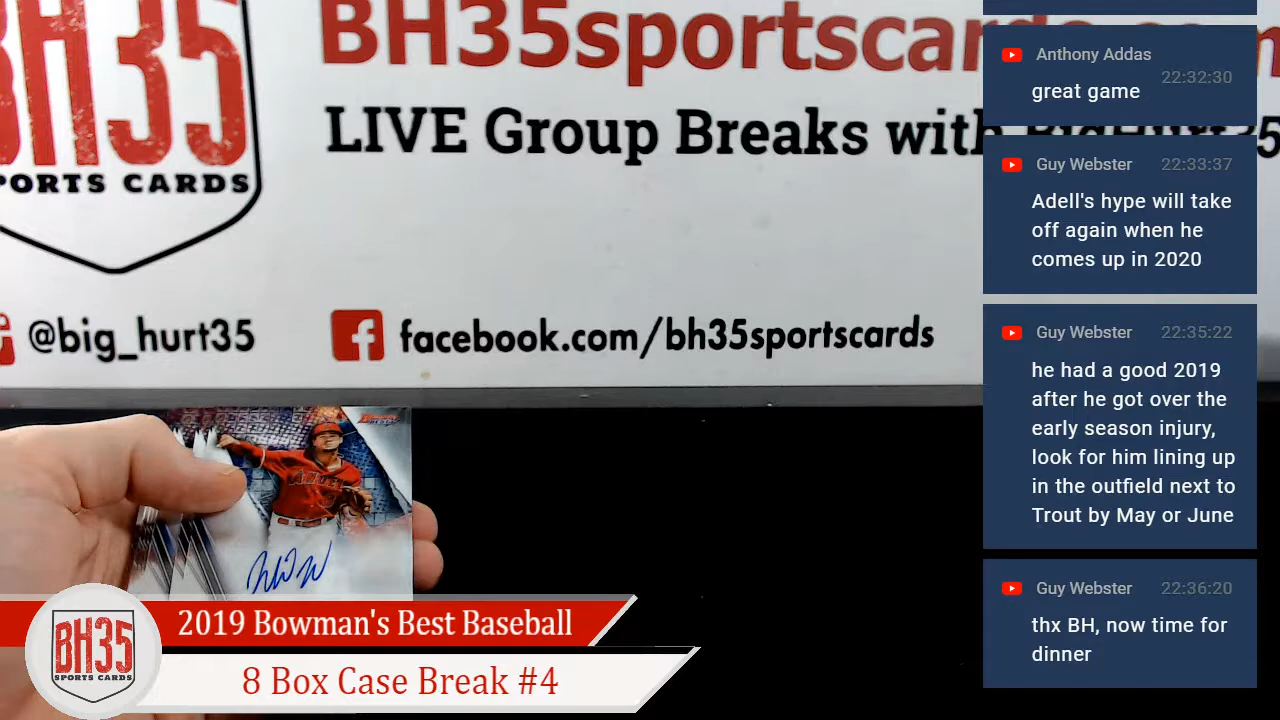 BH35
SPORTS CARDS
BH35sportscar
LIVE Group Breaks with BigHurt35
@big_hurt35
facebook.com/bh35sportscards
Anthony Addas 22:32:30
great game
Guy Webster 22:33:37
Adell's hype will take
off again when he
comes up in 2020
Guy Webster 22:35:22
he had a good 2019
after he got over the
early season injury,
look for him lining up
in the outfield next to
Trout by May or June
Guy Webster 22:36:20
thx BH, now time for
dinner
ANGELS
2019 Bowman's Best Baseball
8 Box Case Break #4
BH35
SPORTS CARDS